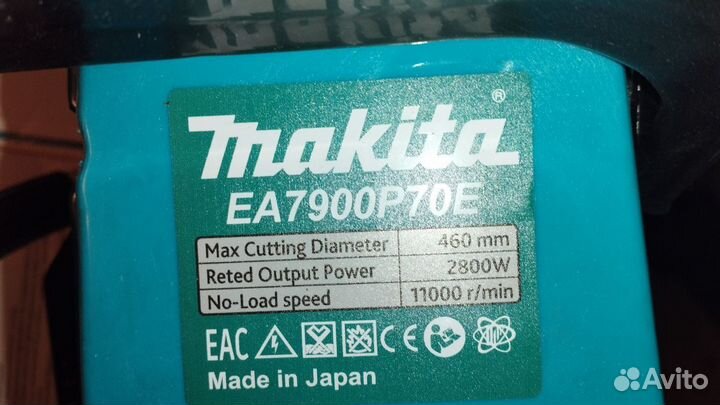 makita®
EA7900P70E
Max Cutting Diameter 460 mm
Reted Output Power 2800W
No-Load speed 11000 r/min
EAC CE
Made in Japan
Avito